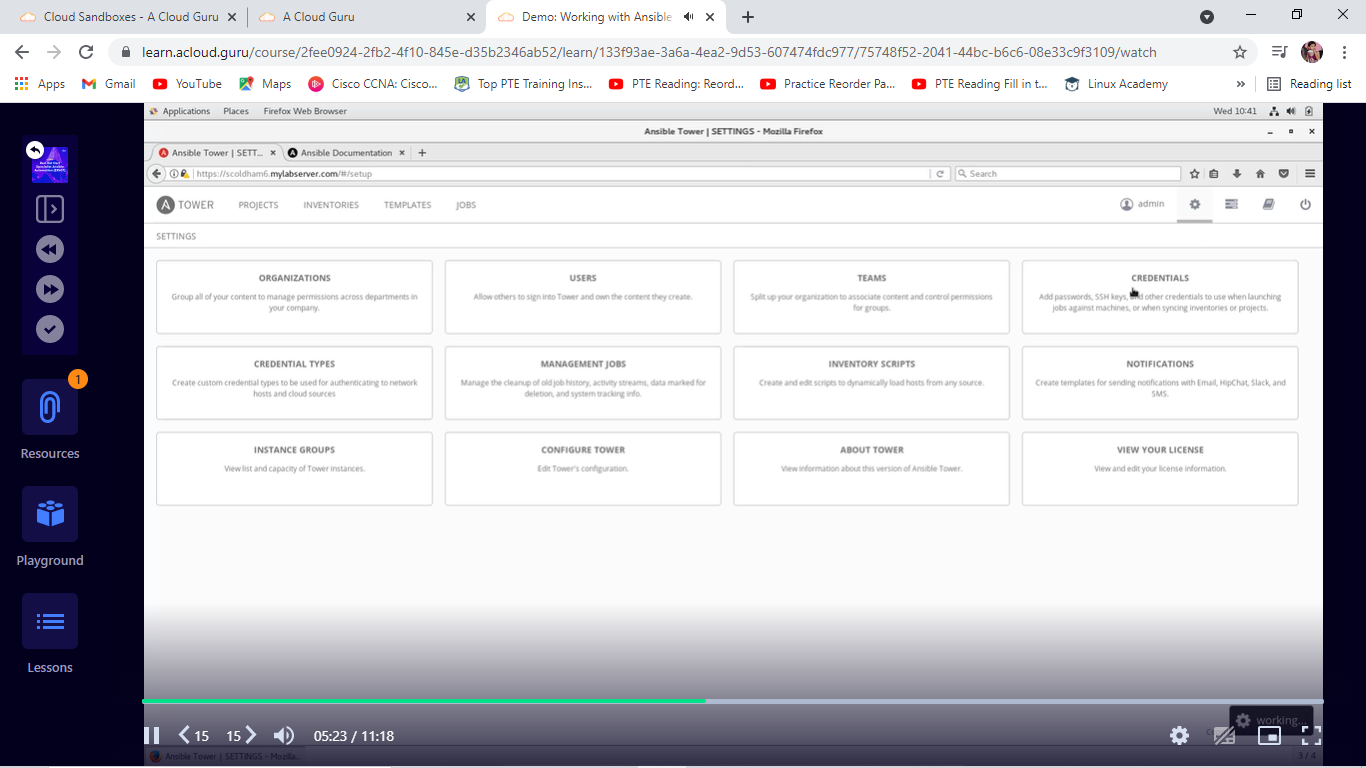 Cloud Sandboxes - A Cloud Guru
A Cloud Guru
Demo: Working with Ansible
learn.acloud.guru/course/2fee0924-2fb2-4f10-845e-d35b2346ab52/learn/133f93ae-3a6a-4ea2-9d53-607474fdc977/75748f52-2041-44bc-b6c6-08e33c9f3109/watch
Apps Gmail YouTube Maps Cisco CCNA: Cisco... Top PTE Training Ins... PTE Reading: Reord... Practice Reorder Pa... PTE Reading Fill in t... Linux Academy » Reading list
Applications Places Firefox Web Browser Wed 10:41
Ansible Tower | SETTINGS - Mozilla Firefox
Ansible Tower | SETT... Ansible Documentation
https://scoldham6.mylabserver.com/#/setup Search
TOWER PROJECTS INVENTORIES TEMPLATES JOBS admin
SETTINGS
ORGANIZATIONS
Group all of your content to manage permissions across departments in
your company.
USERS
Allow others to sign into Tower and own the content they create.
TEAMS
Split up your organization to associate content and control permissions
for groups.
CREDENTIALS
Add passwords, SSH keys, and other credentials to use when launching
jobs against machines, or when syncing inventories or projects.
CREDENTIAL TYPES
Create custom credential types to be used for authenticating to network
hosts and cloud sources
MANAGEMENT JOBS
Manage the cleanup of old job history, activity streams, data marked for
deletion, and system tracking info.
INVENTORY SCRIPTS
Create and edit scripts to dynamically load hosts from any source.
NOTIFICATIONS
Create templates for sending notifications with Email, HipChat, Slack, and
SMS.
INSTANCE GROUPS
View list and capacity of Tower instances.
CONFIGURE TOWER
Edit Tower's configuration.
ABOUT TOWER
View information about this version of Ansible Tower.
VIEW YOUR LICENSE
View and edit your license information.
1
Resources
Playground
Lessons
working...
15 15 05:23 / 11:18
Ansible Tower | SETTINGS - Mozilla...
3 / 4